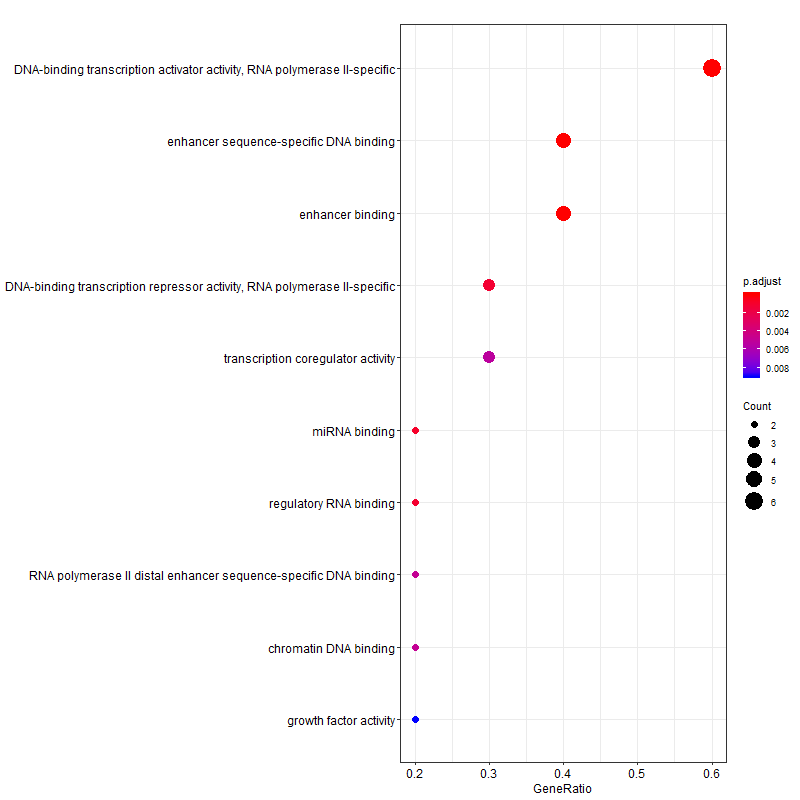 DNA-binding transcription activator activity, RNA polymerase II-specific
enhancer sequence-specific DNA binding
enhancer binding
DNA-binding transcription repressor activity, RNA polymerase II-specific
transcription coregulator activity
miRNA binding
regulatory RNA binding
RNA polymerase II distal enhancer sequence-specific DNA binding
chromatin DNA binding
growth factor activity
0.2 0.3 0.4 0.5 0.6
GeneRatio
p.adjust
0.002
0.004
0.006
0.008
Count
2
3
4
5
6